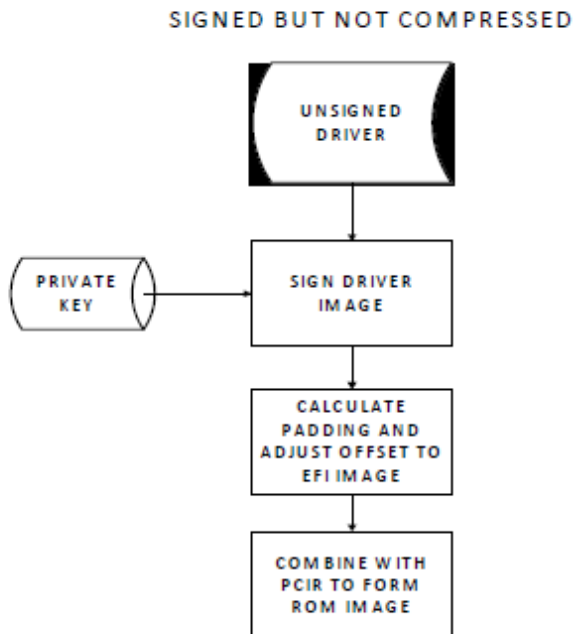 SIGNED BUT NOT COMPRESSED
UNSIGNED
DRIVER
PRIVATE
KEY
SIGN DRIVER
IMAGE
CALCULATE
PADDING AND
ADJUST OFFSET TO
EFI IMAGE
COMBINE WITH
PCIR TO FORM
ROM IMAGE